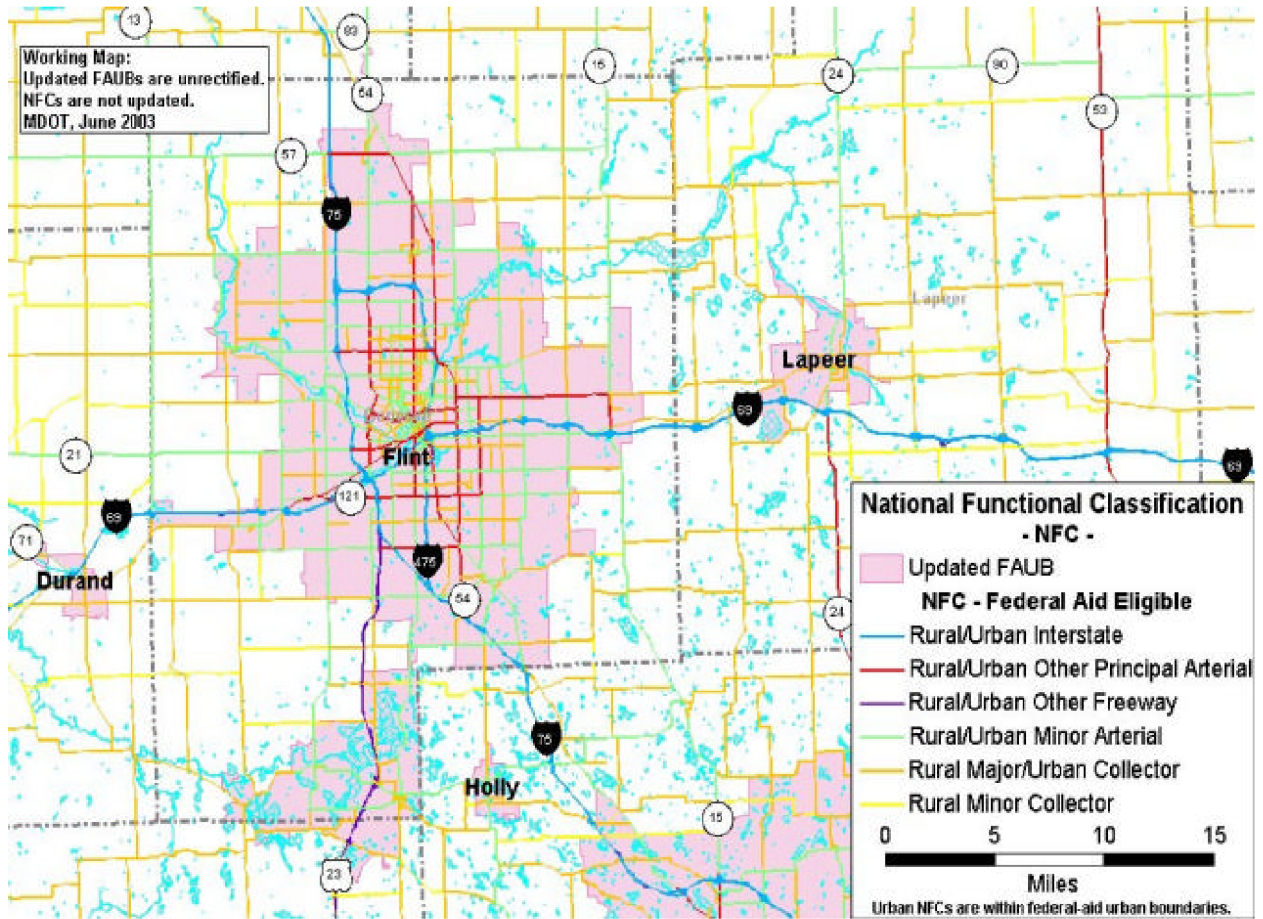 Working Map:
Updated FAUBs are unrectified.
NFCs are not updated.
MDOT, June 2003
13
83
54
15
24
90
53
57
75
Lapeer
Lapeer
69
21
Flint
69
121
69
71
Durand
475
54
24
75
Holly
15
23
National Functional Classification
- NFC -
Updated FAUB
NFC - Federal Aid Eligible
Rural/Urban Interstate
Rural/Urban Other Principal Arterial
Rural/Urban Other Freeway
Rural/Urban Minor Arterial
Rural Major/Urban Collector
Rural Minor Collector
0 5 10 15
Miles
Urban NFCs are within federal-aid urban boundaries.